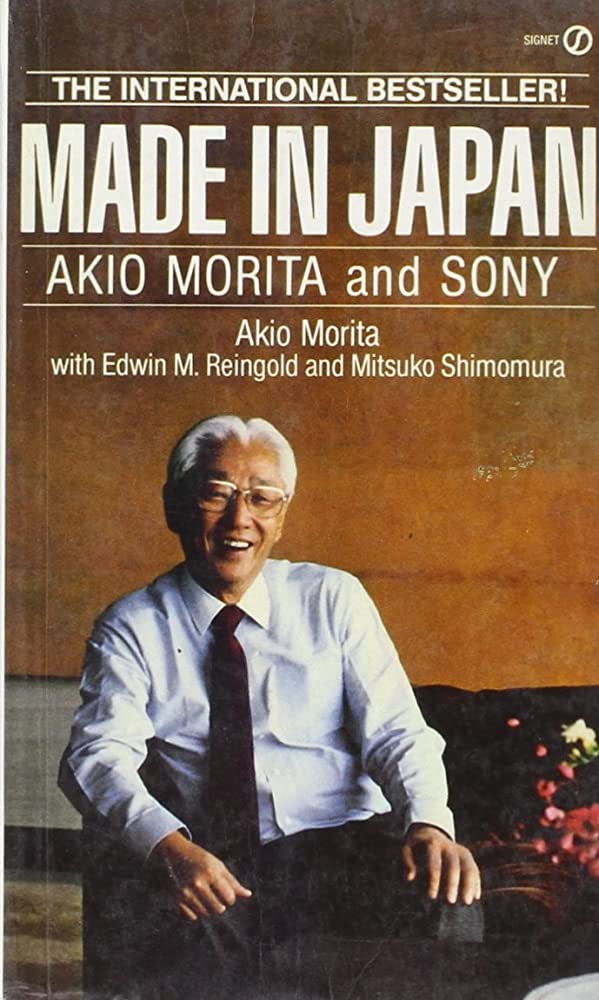 SIGNET
THE INTERNATIONAL BESTSELLER!
MADE IN JAPAN
AKIO MORITA and SONY
Akio Morita
with Edwin M. Reingold and Mitsuko Shimomura